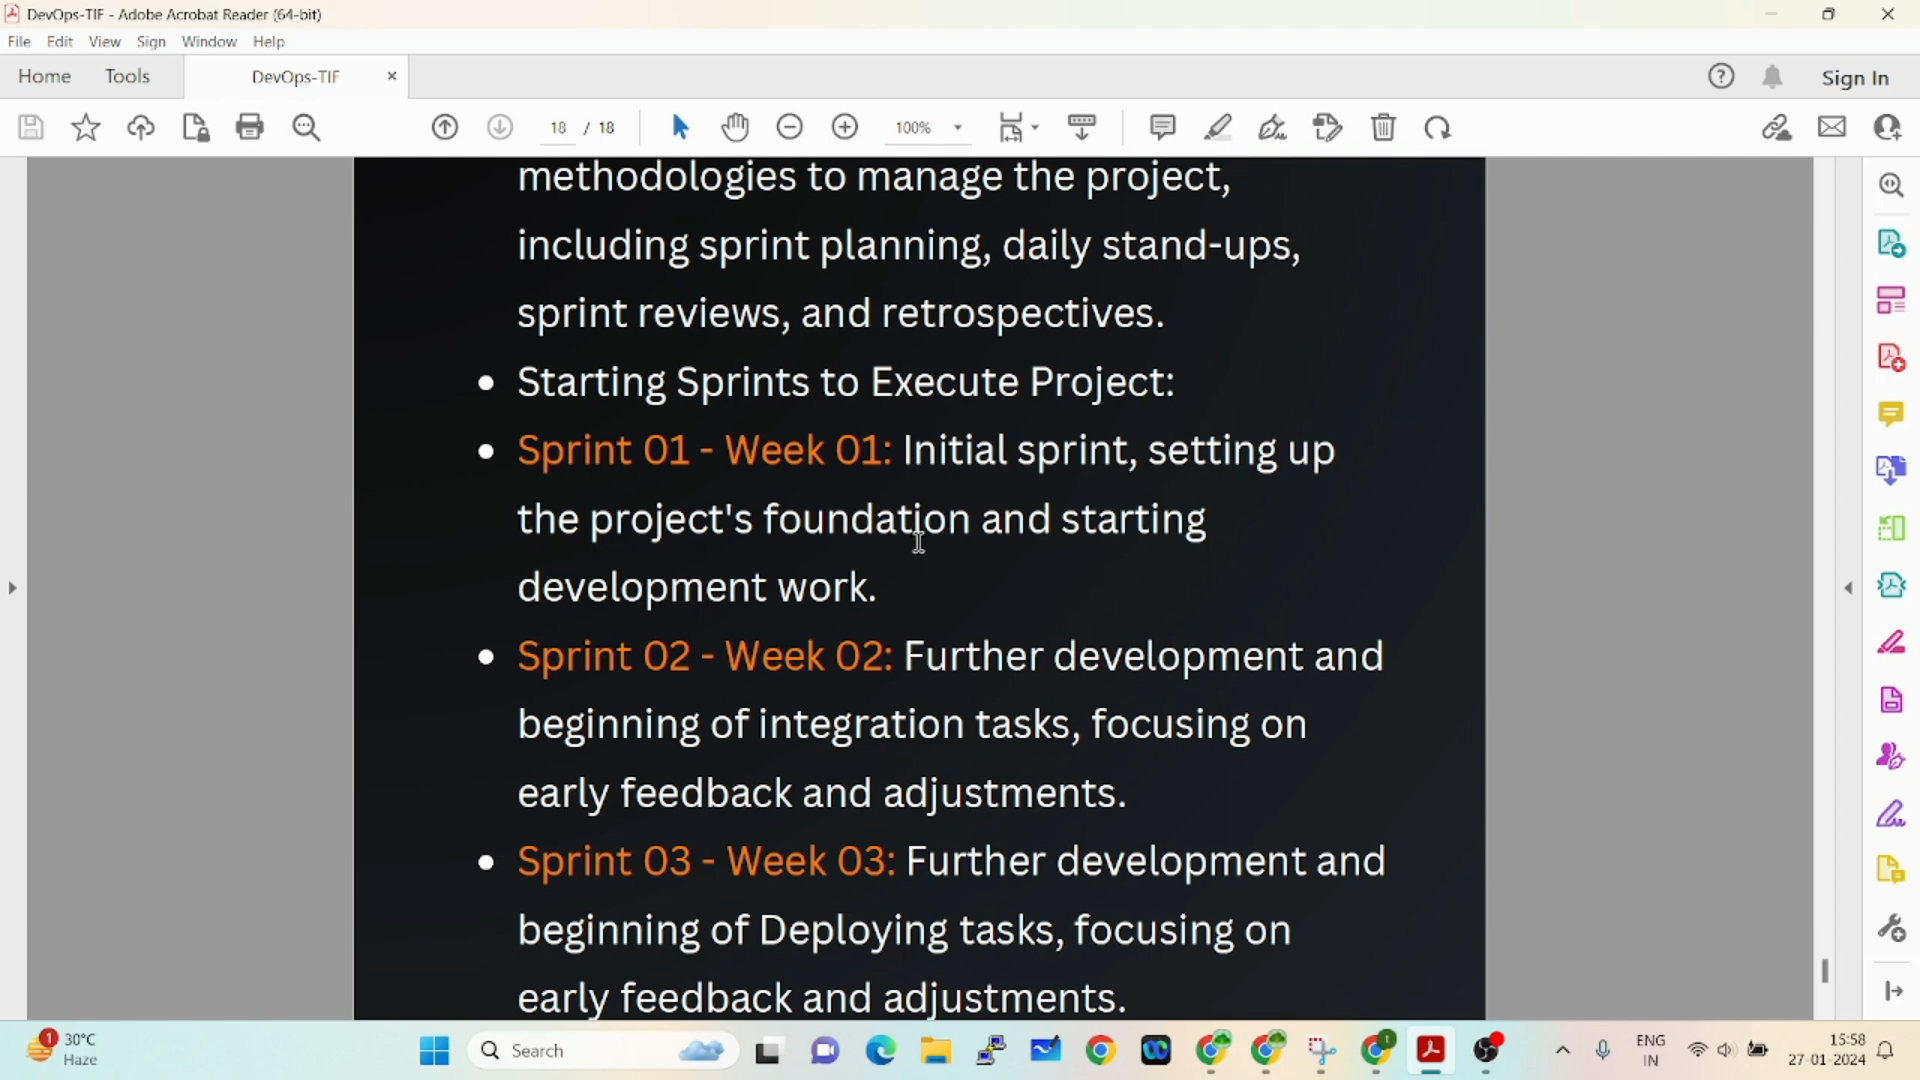 DevOps-TIF - Adobe Acrobat Reader (64-bit)
File Edit View Sign Window Help
Home Tools DevOps-TIF × Sign In
18 / 18 100%
methodologies to manage the project,
including sprint planning, daily stand-ups,
sprint reviews, and retrospectives.
• Starting Sprints to Execute Project:
• Sprint 01 - Week 01: Initial sprint, setting up
the project's foundation and starting
development work.
• Sprint 02 - Week 02: Further development and
beginning of integration tasks, focusing on
early feedback and adjustments.
• Sprint 03 - Week 03: Further development and
beginning of Deploying tasks, focusing on
early feedback and adjustments.
1 30°C
Haze
Search
ENG
IN
15:58
27-01-2024